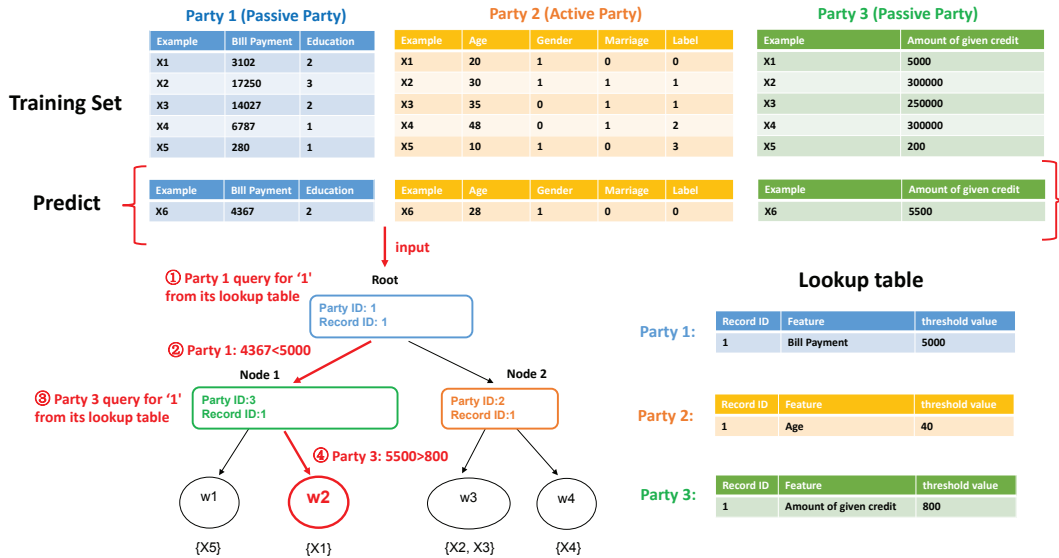 Party 1 (Passive Party)
Party 2 (Active Party)
Party 3 (Passive Party)
Training Set
Example Bill Payment Education
X1 3102 2
X2 17250 3
X3 14027 2
X4 6787 1
X5 280 1
Example Age Gender Marriage Label
X1 20 1 0 0
X2 30 1 1 1
X3 35 0 1 1
X4 48 0 1 2
X5 10 1 0 3
Example Amount of given credit
X1 5000
X2 300000
X3 250000
X4 300000
X5 200
Predict
Example Bill Payment Education
X6 4367 2
Example Age Gender Marriage Label
X6 28 1 0 0
Example Amount of given credit
X6 5500
input
① Party 1 query for ‘1'
from its lookup table
Root
Party ID: 1
Record ID: 1
② Party 1: 4367<5000
Node 1
Node 2
③ Party 3 query for ‘1'
from its lookup table
Party ID:3
Record ID:1
Party ID:2
Record ID:1
④ Party 3: 5500>800
w1
w2
w3
w4
{X5}
{X1}
{X2, X3}
{X4}
Lookup table
Party 1:
Record ID Feature threshold value
1 Bill Payment 5000
Party 2:
Record ID Feature threshold value
1 Age 40
Party 3:
Record ID Feature threshold value
1 Amount of given credit 800